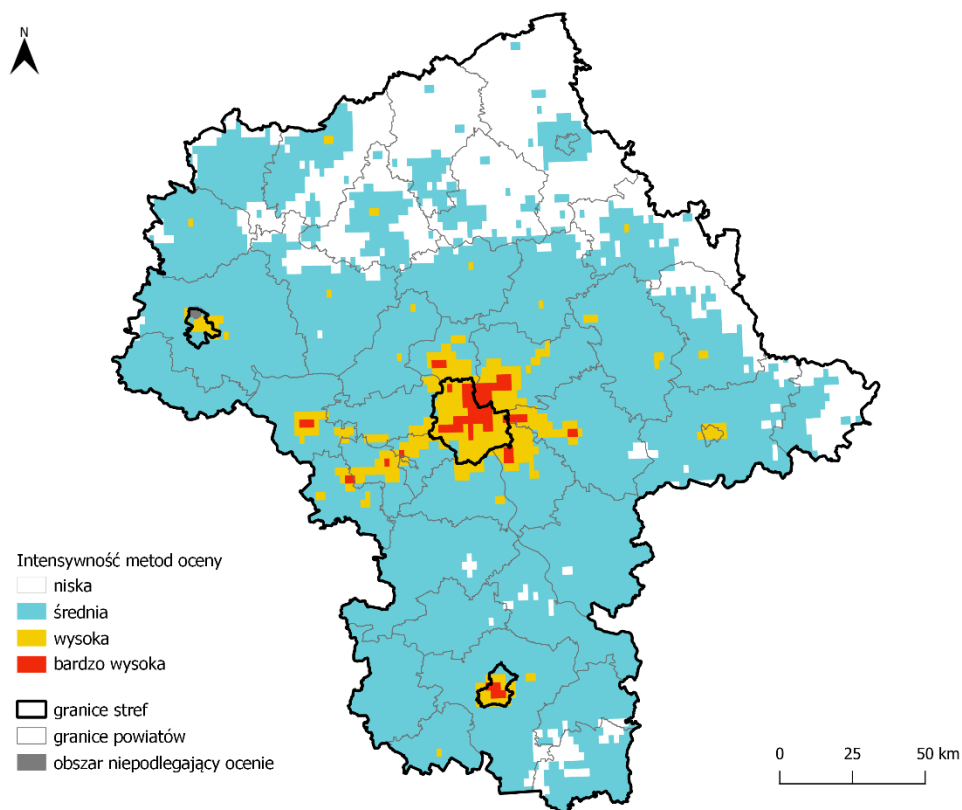 N
Intensywność metod oceny
niska
średnia
wysoka
bardzo wysoka
granice stref
granice powiatów
obszar niepodlegający ocenie
0 25 50 km